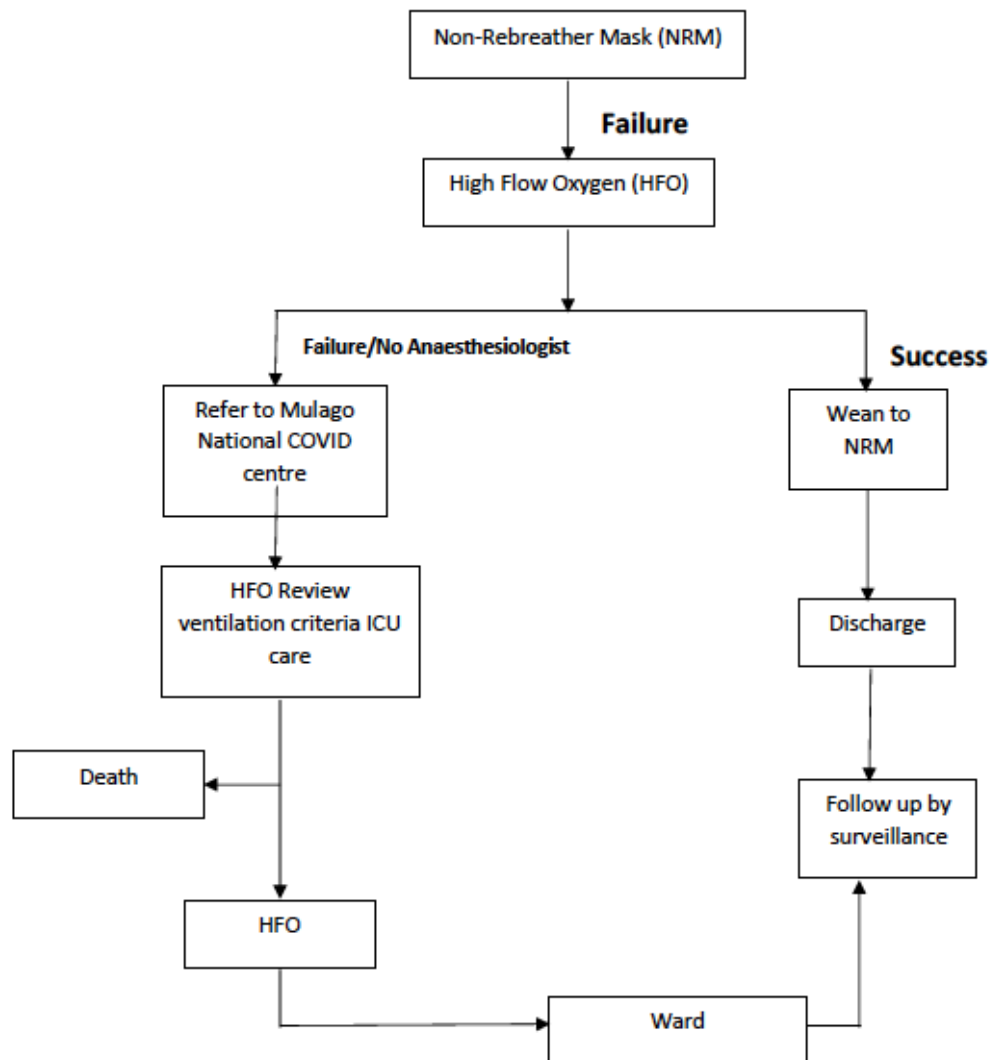 Non-Rebreather Mask (NRM)
Failure
High Flow Oxygen (HFO)
Failure/No Anaesthesiologist
Success
Refer to Mulago
National COVID
centre
Wean to
NRM
HFO Review
ventilation criteria ICU
care
Discharge
Death
Follow up by
surveillance
HFO
Ward